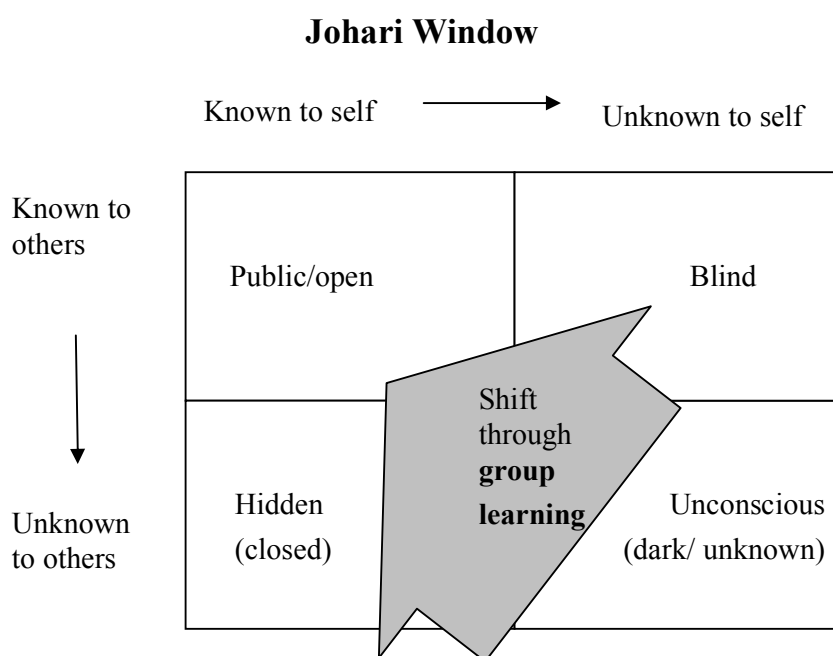 Johari Window
Known to self
Unknown to self
Known to
others
Public/open
Blind
Shift
through
group
learning
Unknown
to others
Hidden
(closed)
Unconscious
(dark/ unknown)